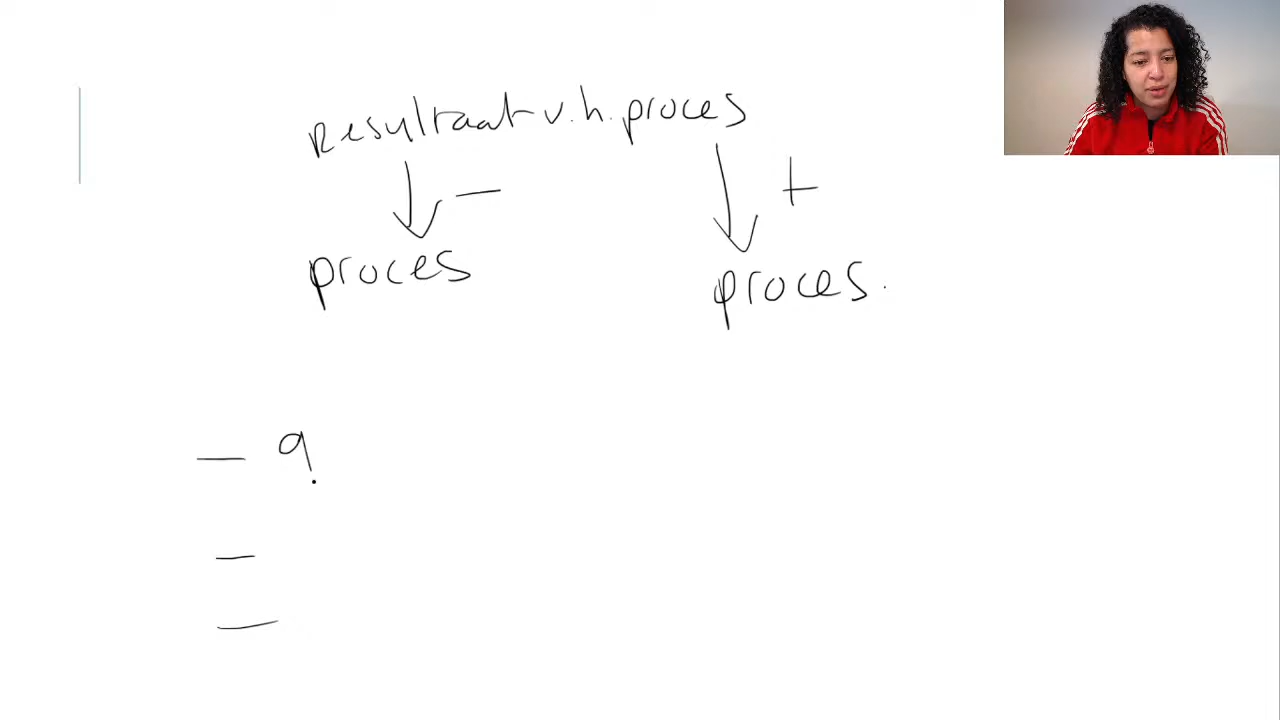 Resultaat v.h. proces
— +
proces proces.
— q
—
—